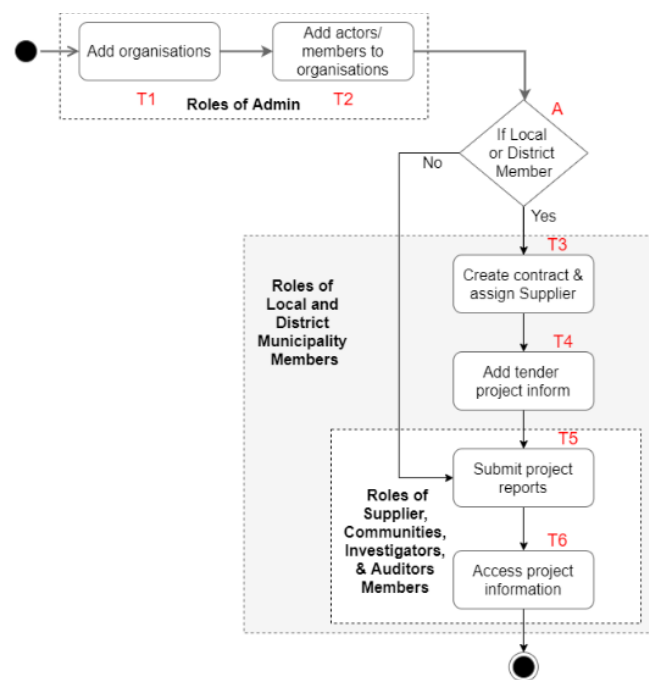 Add organisations
Add actors/
members to
organisations
T1
Roles of Admin
T2
A
If Local
or District
Member
No
Yes
T3
Create contract &
assign Supplier
Roles of
Local and
District
Municipality
Members
T4
Add tender
project inform
T5
Submit project
reports
Roles of
Supplier,
Communities,
Investigators,
& Auditors
Members
T6
Access project
information